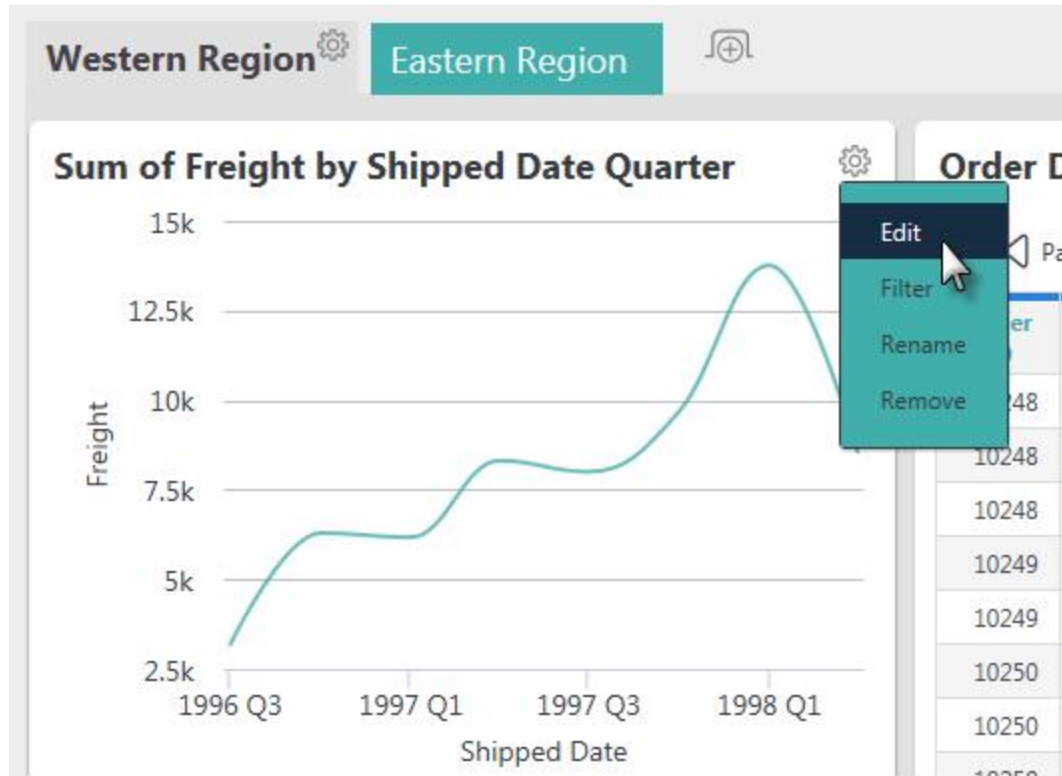 Western Region
Eastern Region
Sum of Freight by Shipped Date Quarter
15k
12.5k
10k
7.5k
5k
2.5k
Freight
1996 Q3
1997 Q1
1997 Q3
1998 Q1
Shipped Date
Edit
Filter
Rename
Remove
Order
10248
10248
10249
10249
10250
10250